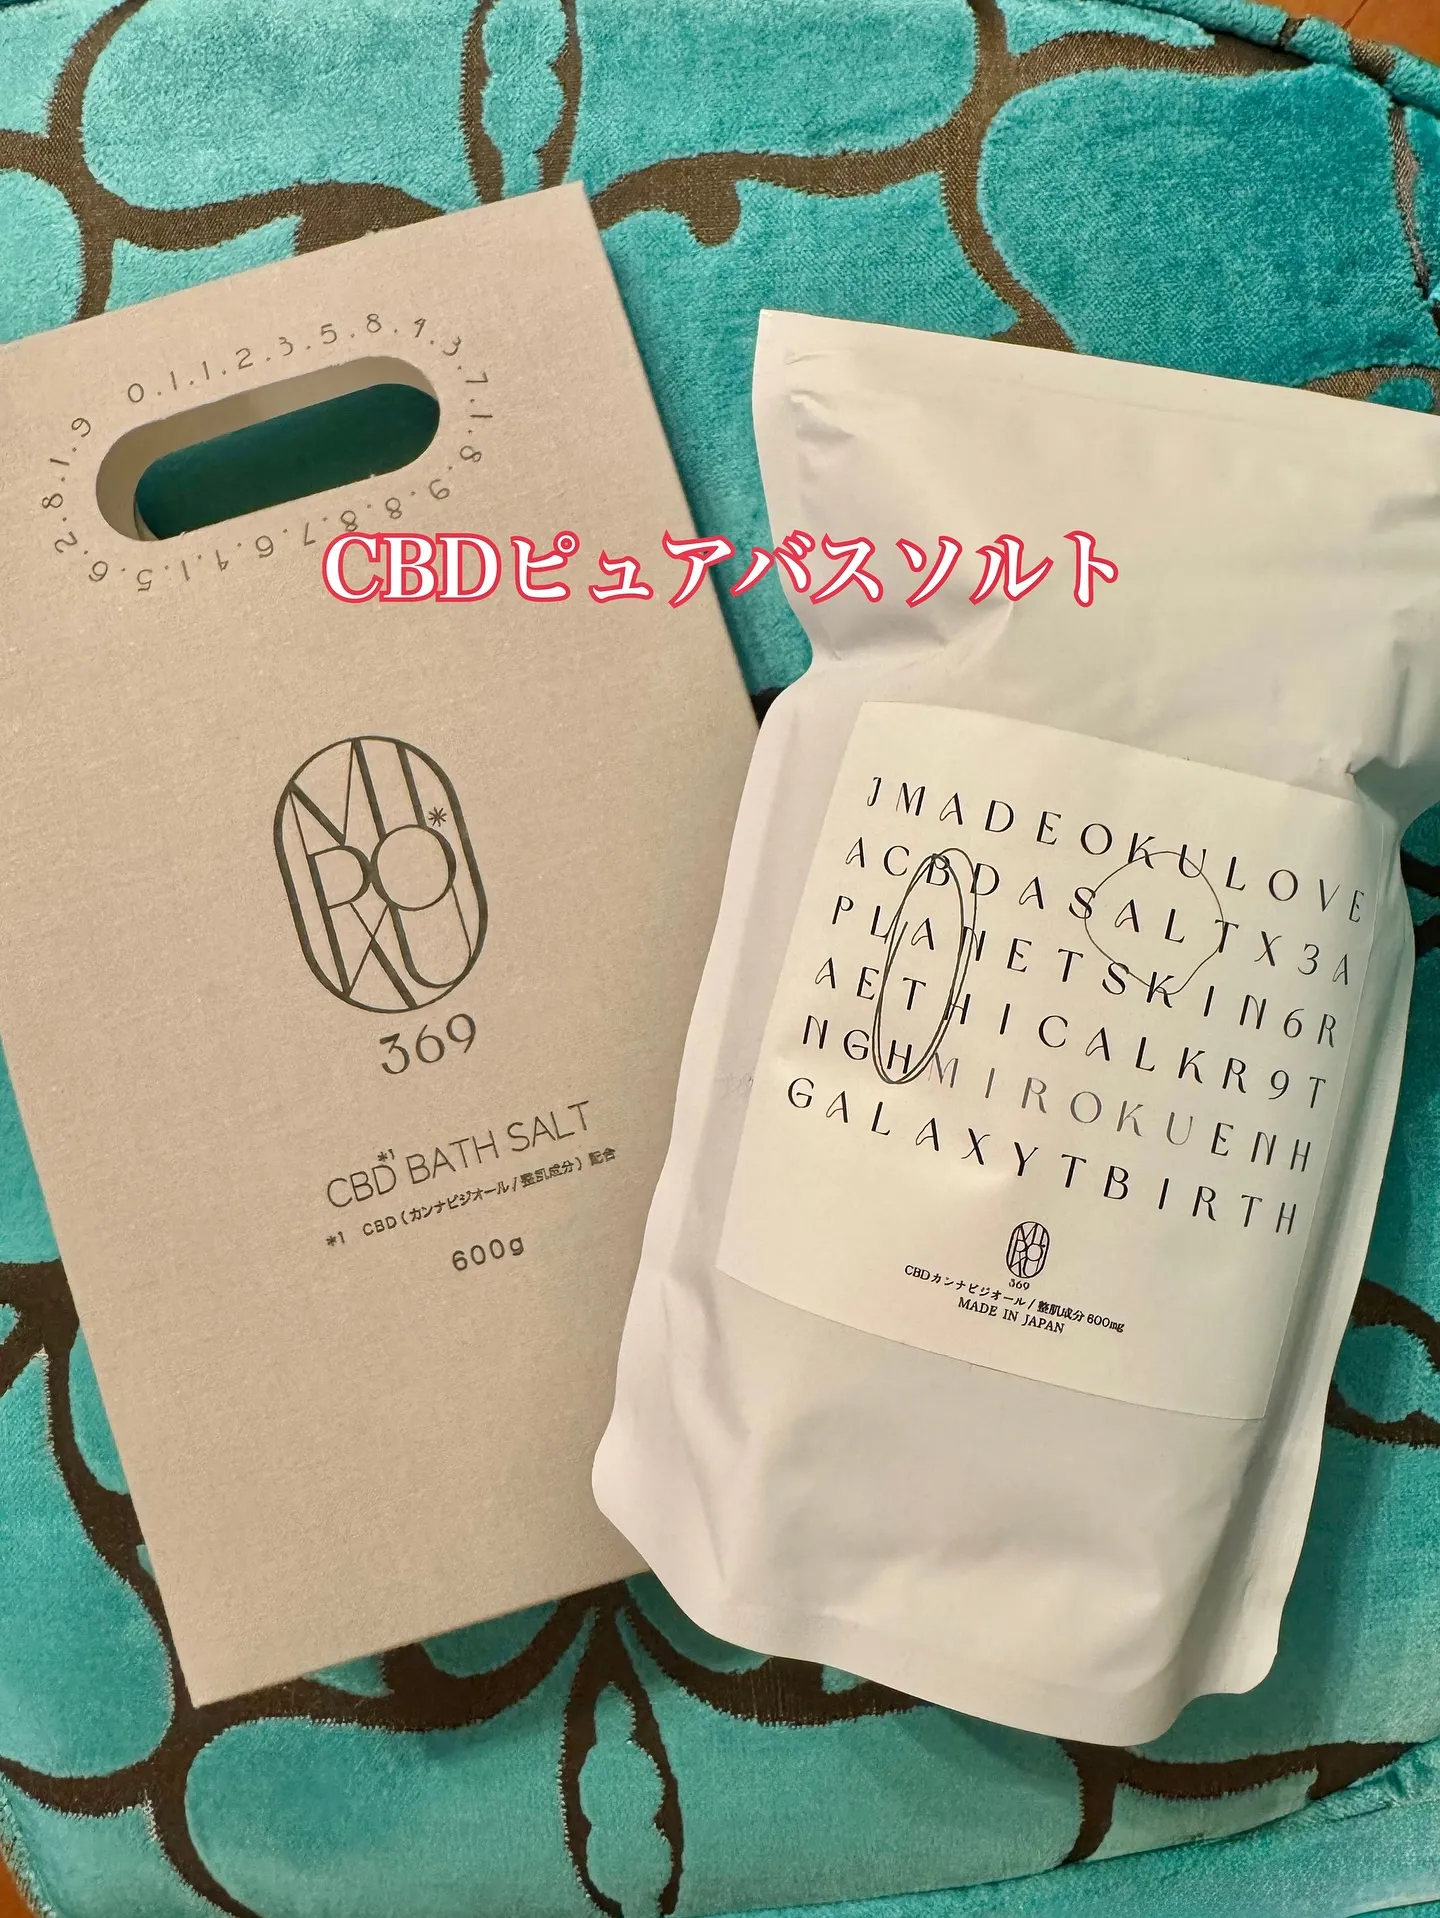 0.1.1.2.3.5.8.4.3.7.1.8.9.8.8.7.6.4.1.5.6.2.8.1.9
CBDピュアバスソルト
MIROKU*
369
CBD*1 BATH SALT
*1 CBD(カンナビジオール/整肌成分)配合
600g
JMADEOKULOVE
ACBDASALTX3A
PLANETSKIN6R
AETHICALKR9T
NGHMIROKUENH
GALAXYTBIRTH
MIROKU
369
CBDカンナビジオール/整肌成分600mg
MADE IN JAPAN